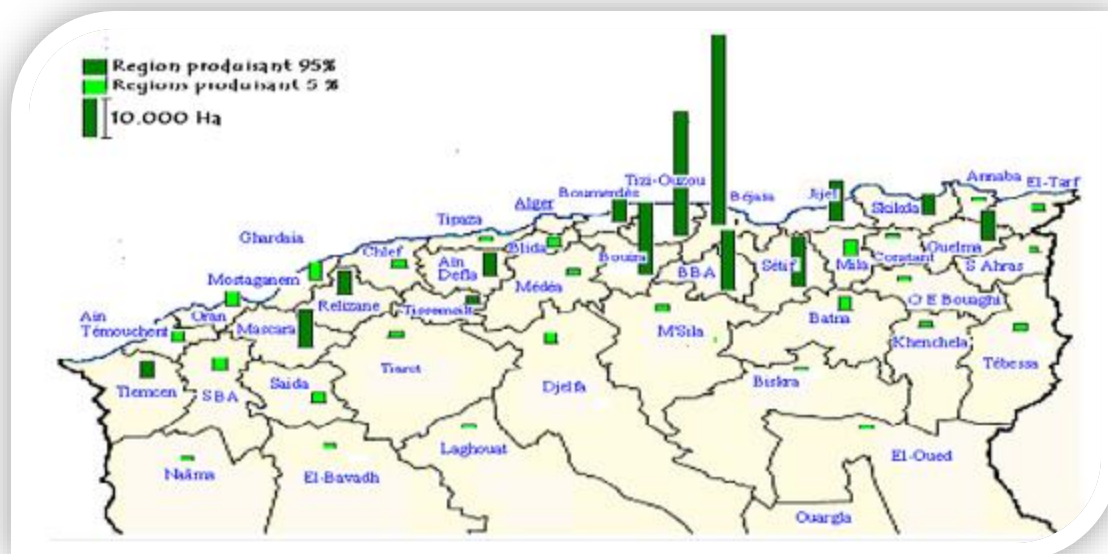 Region produisant 95%
Regions produisant 5 %
10.000 Ha
Annaba
El-Tarf
Tizi-Ouzou
Boumerdès
Béjaia
Jijel
Skikda
Alger
Tipaza
Ghardaia
Chlef
Blida
Bouira
BBA
Sétif
Mila
Constant
Guelma
S Ahras
Ain
Defla
Médéa
Mostaganem
Relizane
Tissemsilt
Oran
Mascara
M'Sila
Batna
O E Bouaghi
Khenchela
Tébessa
Ain
Témouchent
Tlemcen
SBA
Saida
Tiaret
Djelfa
Biskra
Naâma
El-Bavadh
Laghouat
El-Oued
Ouargla